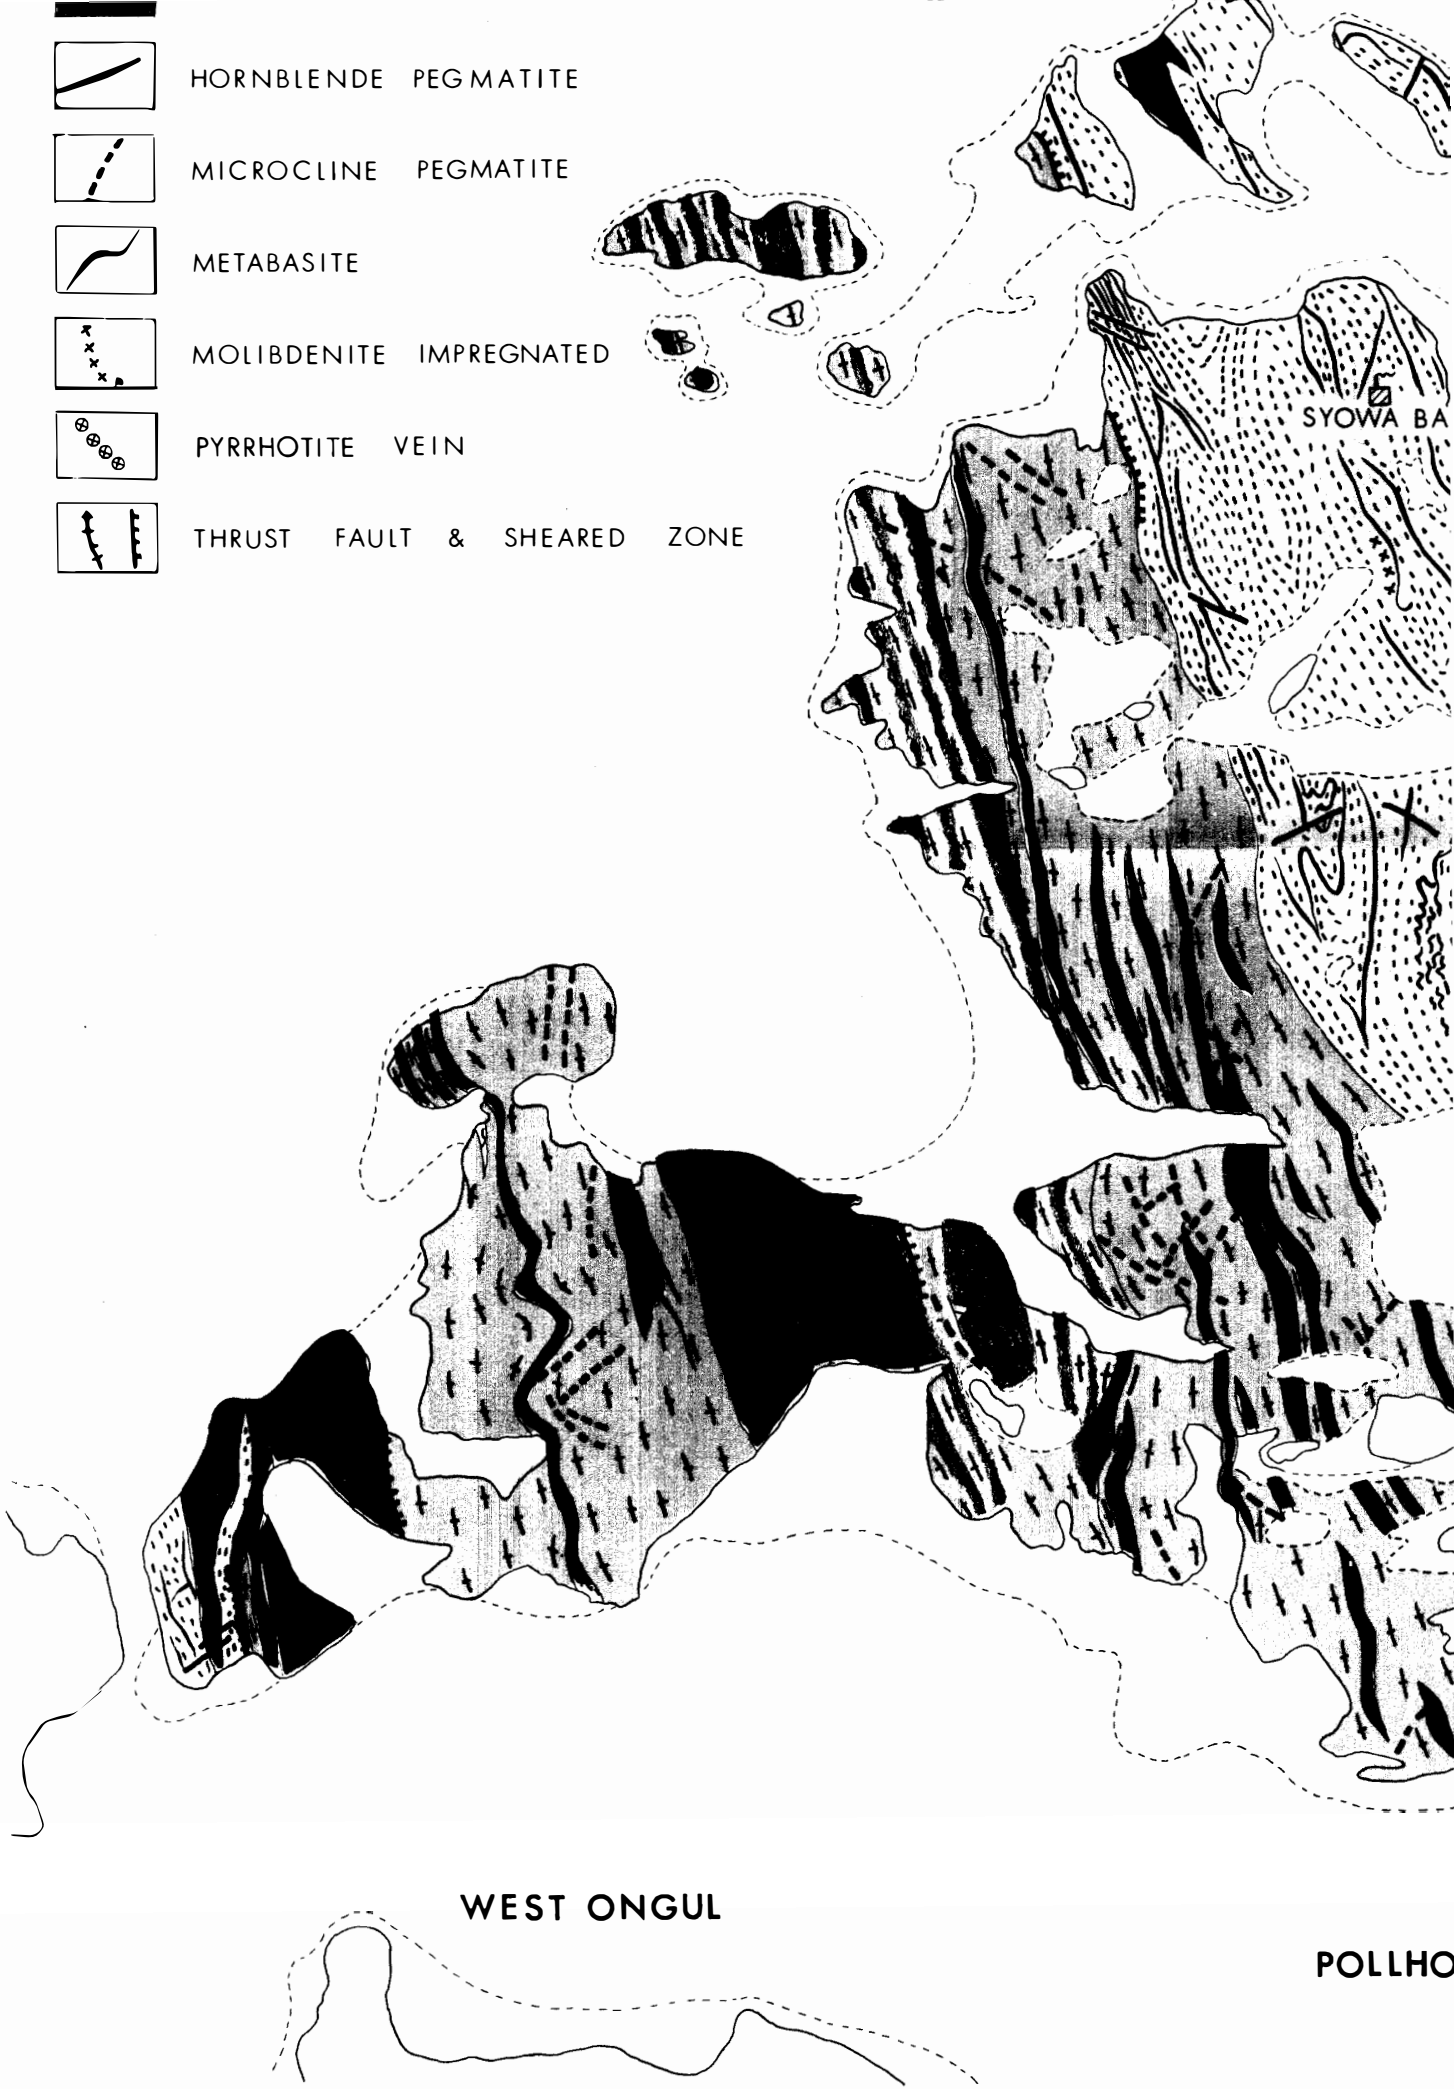 HORNBLENDE PEGMATITE
MICROCLINE PEGMATITE
METABASITE
MOLIBDENITE IMPREGNATED
PYRRHOTITE VEIN
THRUST FAULT & SHEARED ZONE
SYOWA BA
WEST ONGUL
POLLHO